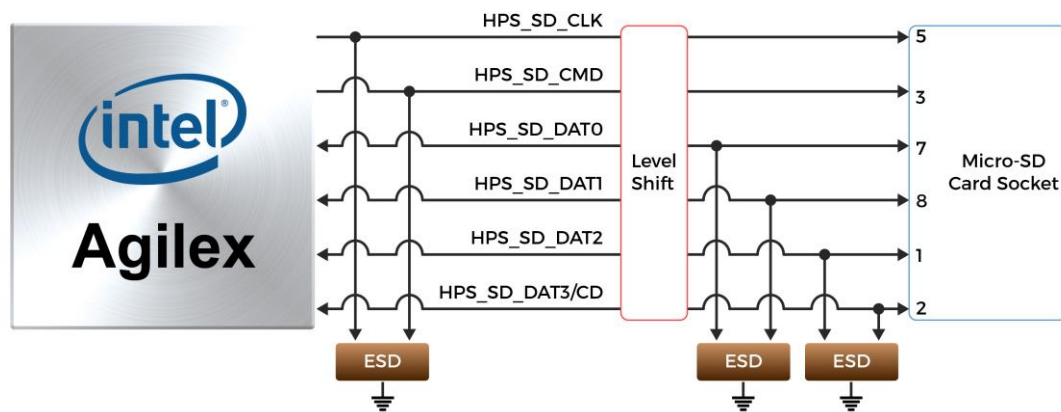 HPS_SD_CLK
5
HPS_SD_CMD
3
HPS_SD_DAT0
7
intel®
Level
Shift
Micro-SD
Card Socket
HPS_SD_DAT1
8
Agilex
HPS_SD_DAT2
1
HPS_SD_DAT3/CD
2
ESD
ESD
ESD